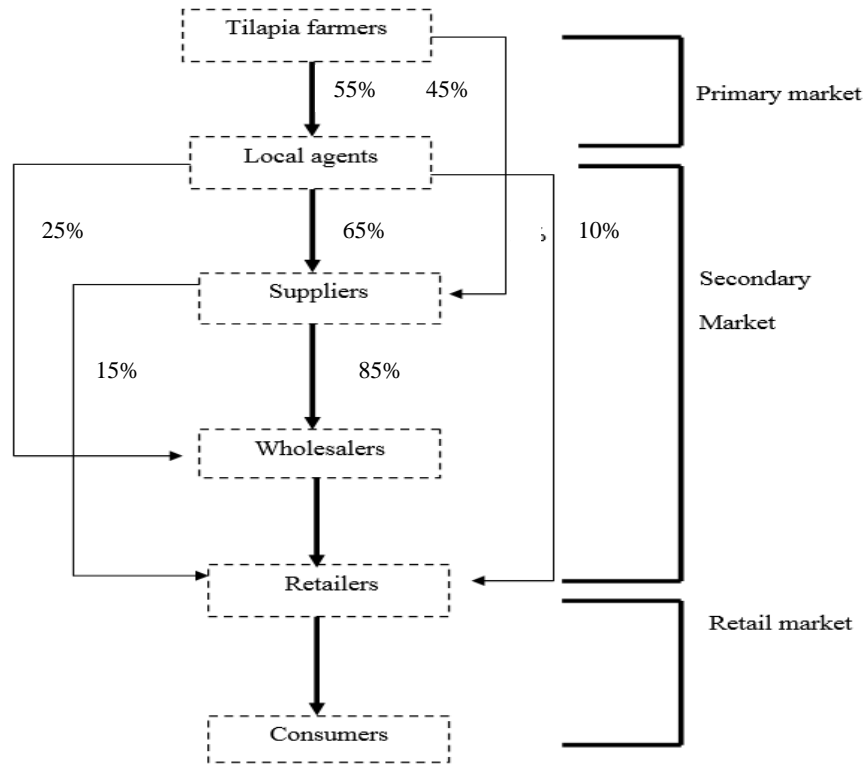 Tilapia farmers
55%
45%
Primary market
Local agents
25%
65%
10%
Secondary
Market
Suppliers
15%
85%
Wholesalers
Retailers
Retail market
Consumers